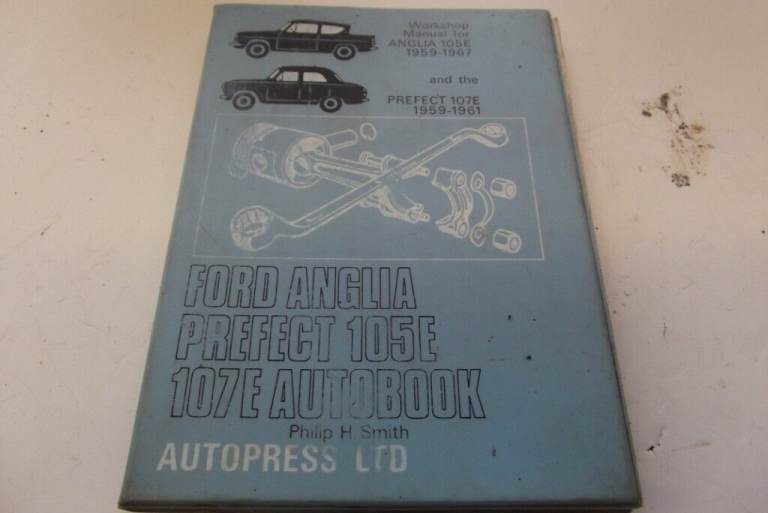 Workshop
Manual for
ANGLIA 105E
1959-1967
and the
PREFECT 107E
1959-1961
FORD ANGLIA
PREFECT 105E
107E AUTOBOOK
Philip H. Smith
AUTOPRESS LTD